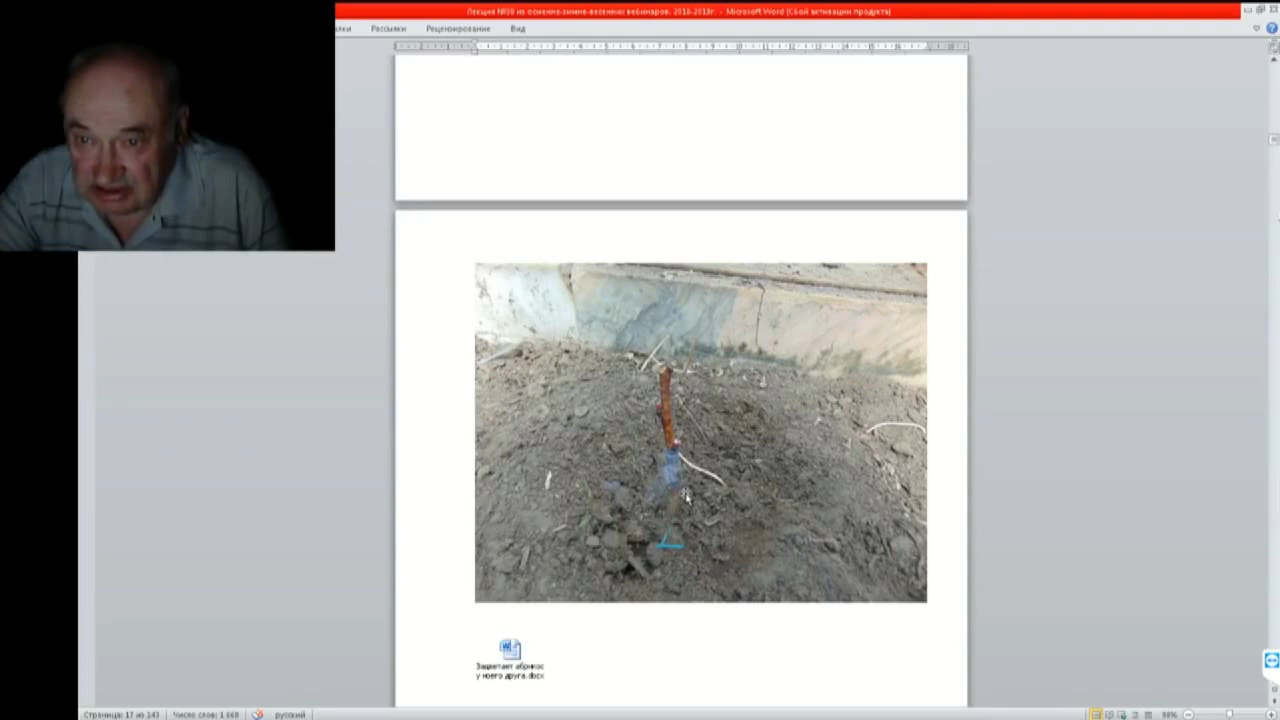 Лекция №30 из осенне-зимне-весенних вебинаров. 2018-2019г. - Microsoft Word (Сбой активации продукта)
Рассылки Рецензирование Вид
Зацветает абрикос
у моего друга.docx
Страница: 17 из 143 Число слов: 1 668 русский 98%